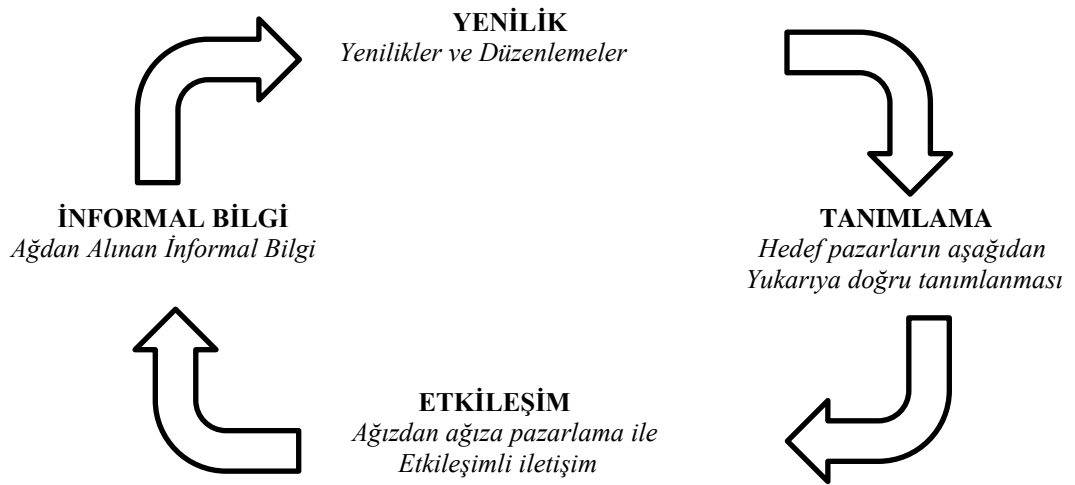 YENİLİK
Yenilikler ve Düzenlemeler
İNFORMAL BİLGİ
Ağdan Alınan İnformal Bilgi
TANIMLAMA
Hedef pazarların aşağıdan
Yukarıya doğru tanımlanması
ETKİLEŞİM
Ağızdan ağıza pazarlama ile
Etkileşimli iletişim